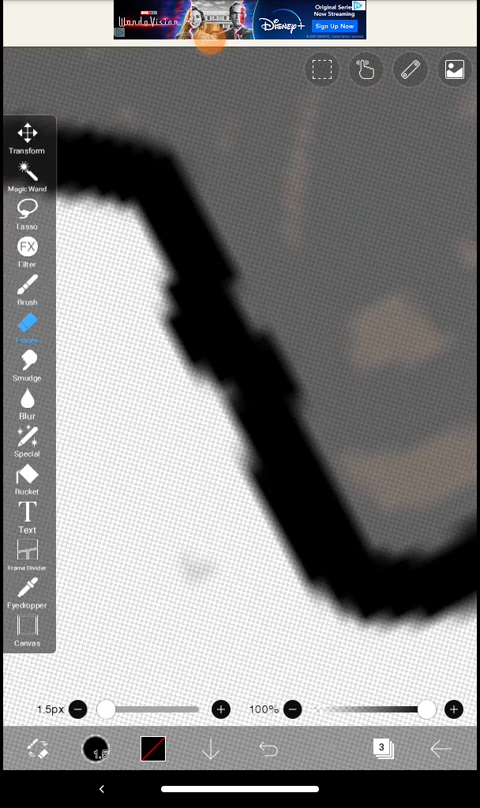 WandaVision
Disney+
Original Series
Now Streaming
Sign Up Now
Transform
Magic Wand
Lasso
FX
Filter
Brush
Eraser
Smudge
Blur
Special
Bucket
T
Text
Frame Divider
Eyedropper
Canvas
1.5px
100%
3